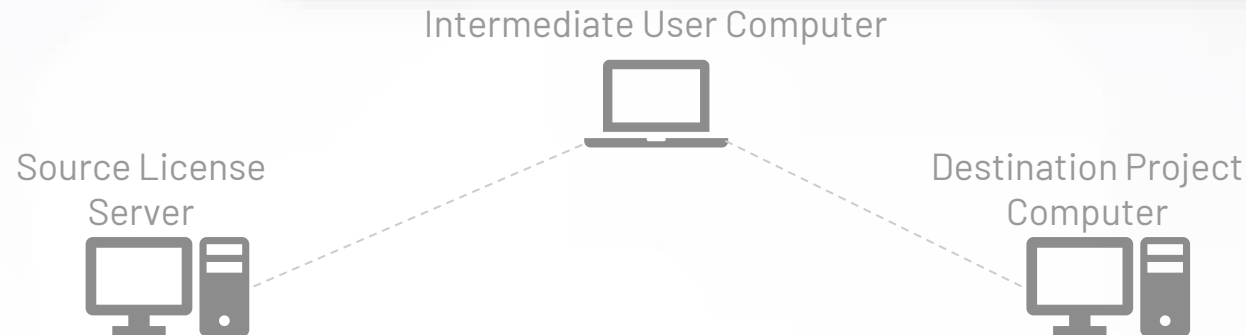 Intermediate User Computer
Source License
Server
Destination Project
Computer